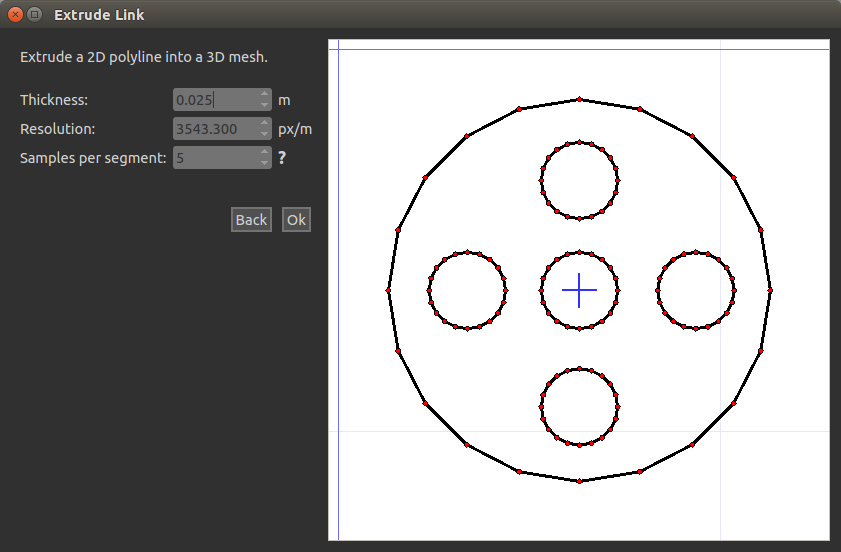 Extrude Link
Extrude a 2D polyline into a 3D mesh.
Thickness: 0.025 m
Resolution: 3543.300 px/m
Samples per segment: 5 ?
Back Ok